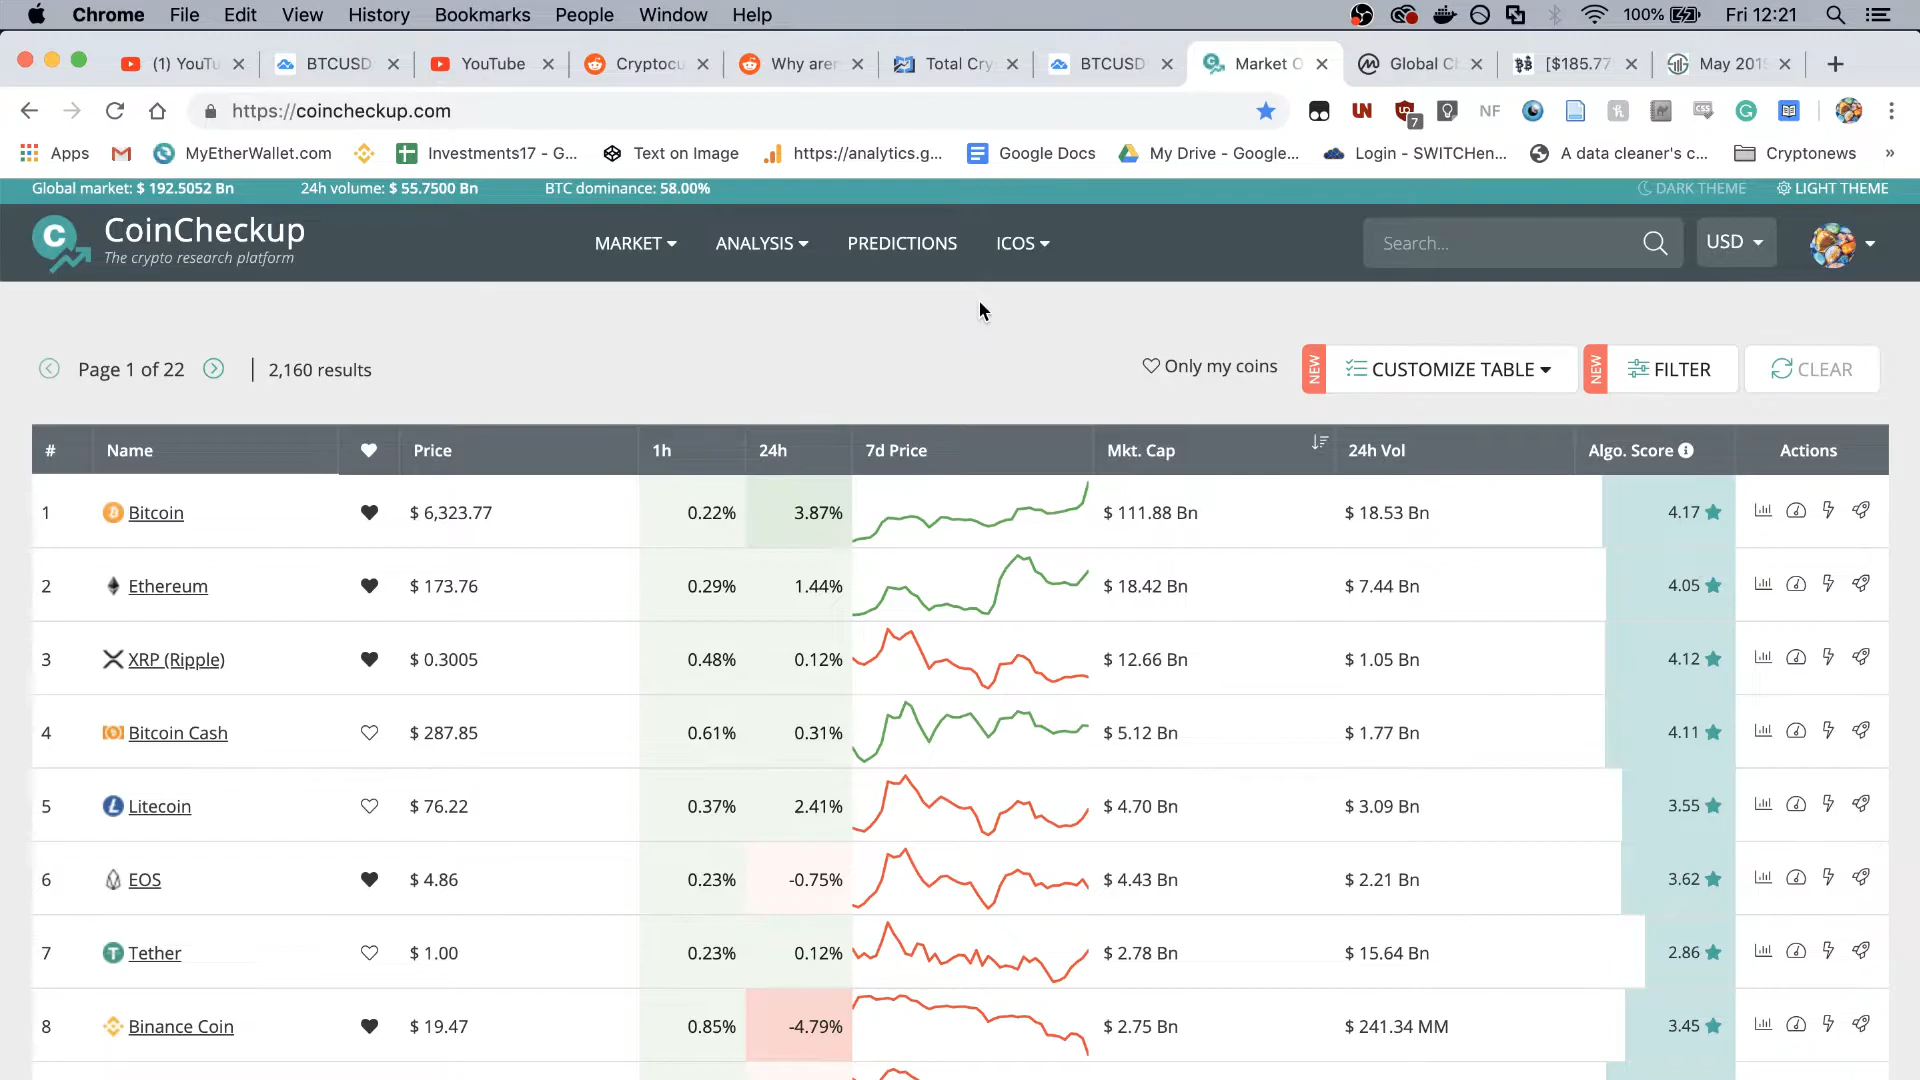 Chrome File Edit View History Bookmarks People Window Help 100% Fri 12:21
(1) YouTu BTCUSD YouTube Cryptocu Why arer Total Cry BTCUSD Market O Global Ch [$185.77 May 2019
https://coincheckup.com UN 7 NF
Apps MyEtherWallet.com Investments17 - G... Text on Image https://analytics.g... Google Docs My Drive - Google... Login - SWITCHen... A data cleaner's c... Cryptonews »
Global market: $ 192.5052 Bn 24h volume: $ 55.7500 Bn BTC dominance: 58.00% DARK THEME LIGHT THEME
CoinCheckup
The crypto research platform
MARKET ANALYSIS PREDICTIONS ICOS Search... USD
Page 1 of 22 2,160 results Only my coins NEW CUSTOMIZE TABLE NEW FILTER CLEAR
# Name Price 1h 24h 7d Price Mkt. Cap 24h Vol Algo. Score Actions
1 Bitcoin $ 6,323.77 0.22% 3.87% $ 111.88 Bn $ 18.53 Bn 4.17
2 Ethereum $ 173.76 0.29% 1.44% $ 18.42 Bn $ 7.44 Bn 4.05
3 XRP (Ripple) $ 0.3005 0.48% 0.12% $ 12.66 Bn $ 1.05 Bn 4.12
4 Bitcoin Cash $ 287.85 0.61% 0.31% $ 5.12 Bn $ 1.77 Bn 4.11
5 Litecoin $ 76.22 0.37% 2.41% $ 4.70 Bn $ 3.09 Bn 3.55
6 EOS $ 4.86 0.23% -0.75% $ 4.43 Bn $ 2.21 Bn 3.62
7 Tether $ 1.00 0.23% 0.12% $ 2.78 Bn $ 15.64 Bn 2.86
8 Binance Coin $ 19.47 0.85% -4.79% $ 2.75 Bn $ 241.34 MM 3.45